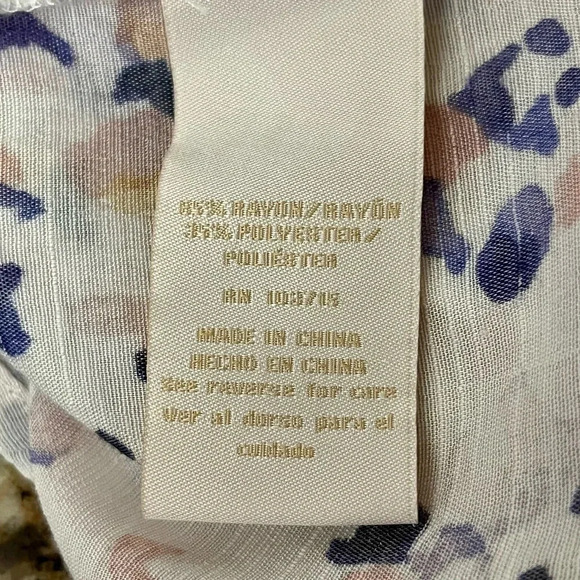 65% RAYON/RAYÓN
35% POLYESTER/
POLIÉSTER
RN 103715
MADE IN CHINA
HECHO EN CHINA
See reverse for care
Ver al dorso para el
cuidado